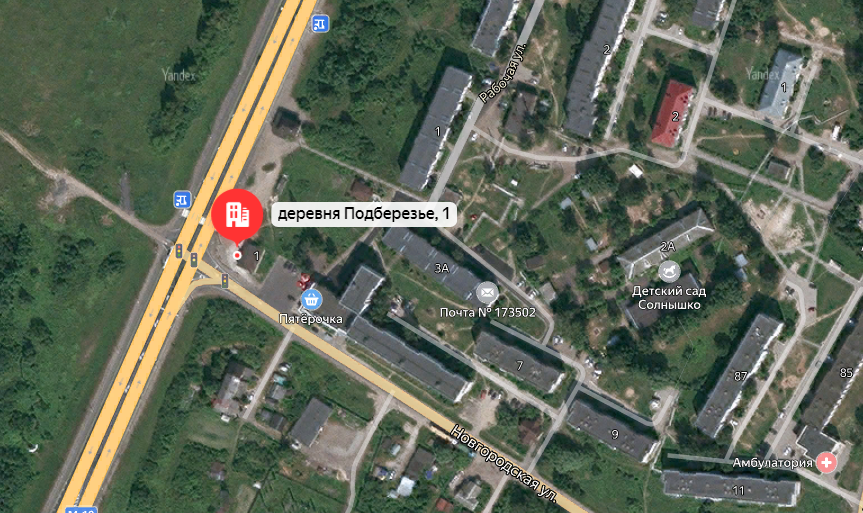 Рабочая ул.
2
Yandex
Yandex
1
1
2
деревня Подберезье, 1
1
2А
3А
Детский сад
Солнышко
Почта № 173502
Пятёрочка
7
87
85
9
Новгородская ул.
Амбулатория
11